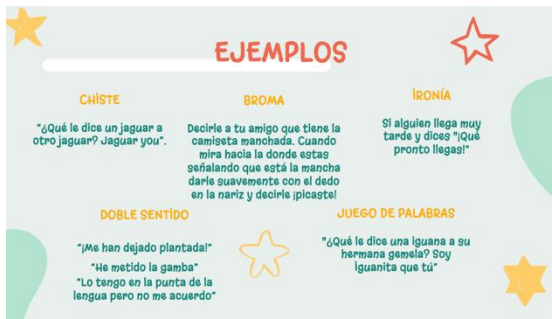 EJEMPLOS
CHISTE
"¿Qué le dice un jaguar a
otro jaguar? Jaguar you".
BROMA
Decirle a tu amigo que tiene la
camiseta manchada. Cuando
mira hacia la donde estas
señalando que está la mancha
darle suavemente con el dedo
en la nariz y decirle ¡picaste!
IRONÍA
Si alguien llega muy
tarde y dices "¡Qué
pronto llegas!"
DOBLE SENTIDO
"¡Me han dejado plantada!"
"He metido la gamba"
"Lo tengo en la punta de la
lengua pero no me acuerdo"
JUEGO DE PALABRAS
"¿Qué le dice una iguana a su
hermana gemela? Soy
iguanita que tú"